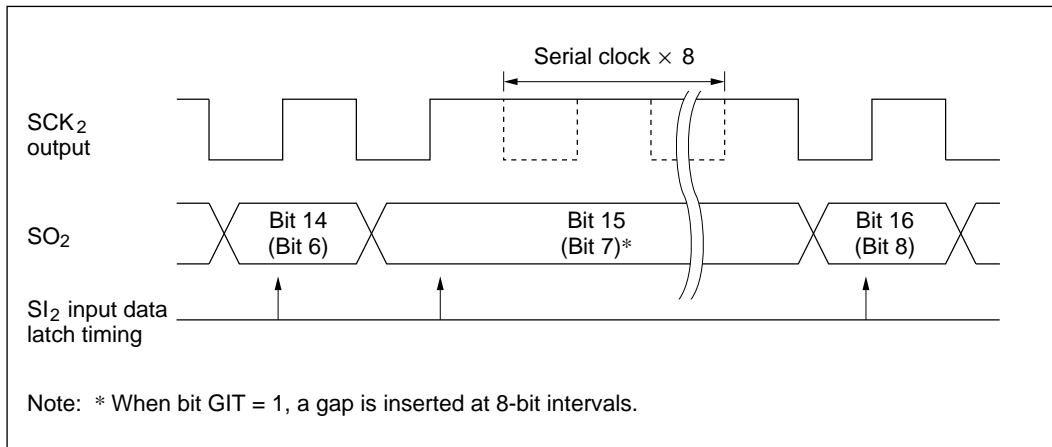 Serial clock × 8
SCK₂
output
SO₂
Bit 14
(Bit 6)
Bit 15
(Bit 7)*
Bit 16
(Bit 8)
SI₂ input data
latch timing
Note: * When bit GIT = 1, a gap is inserted at 8-bit intervals.